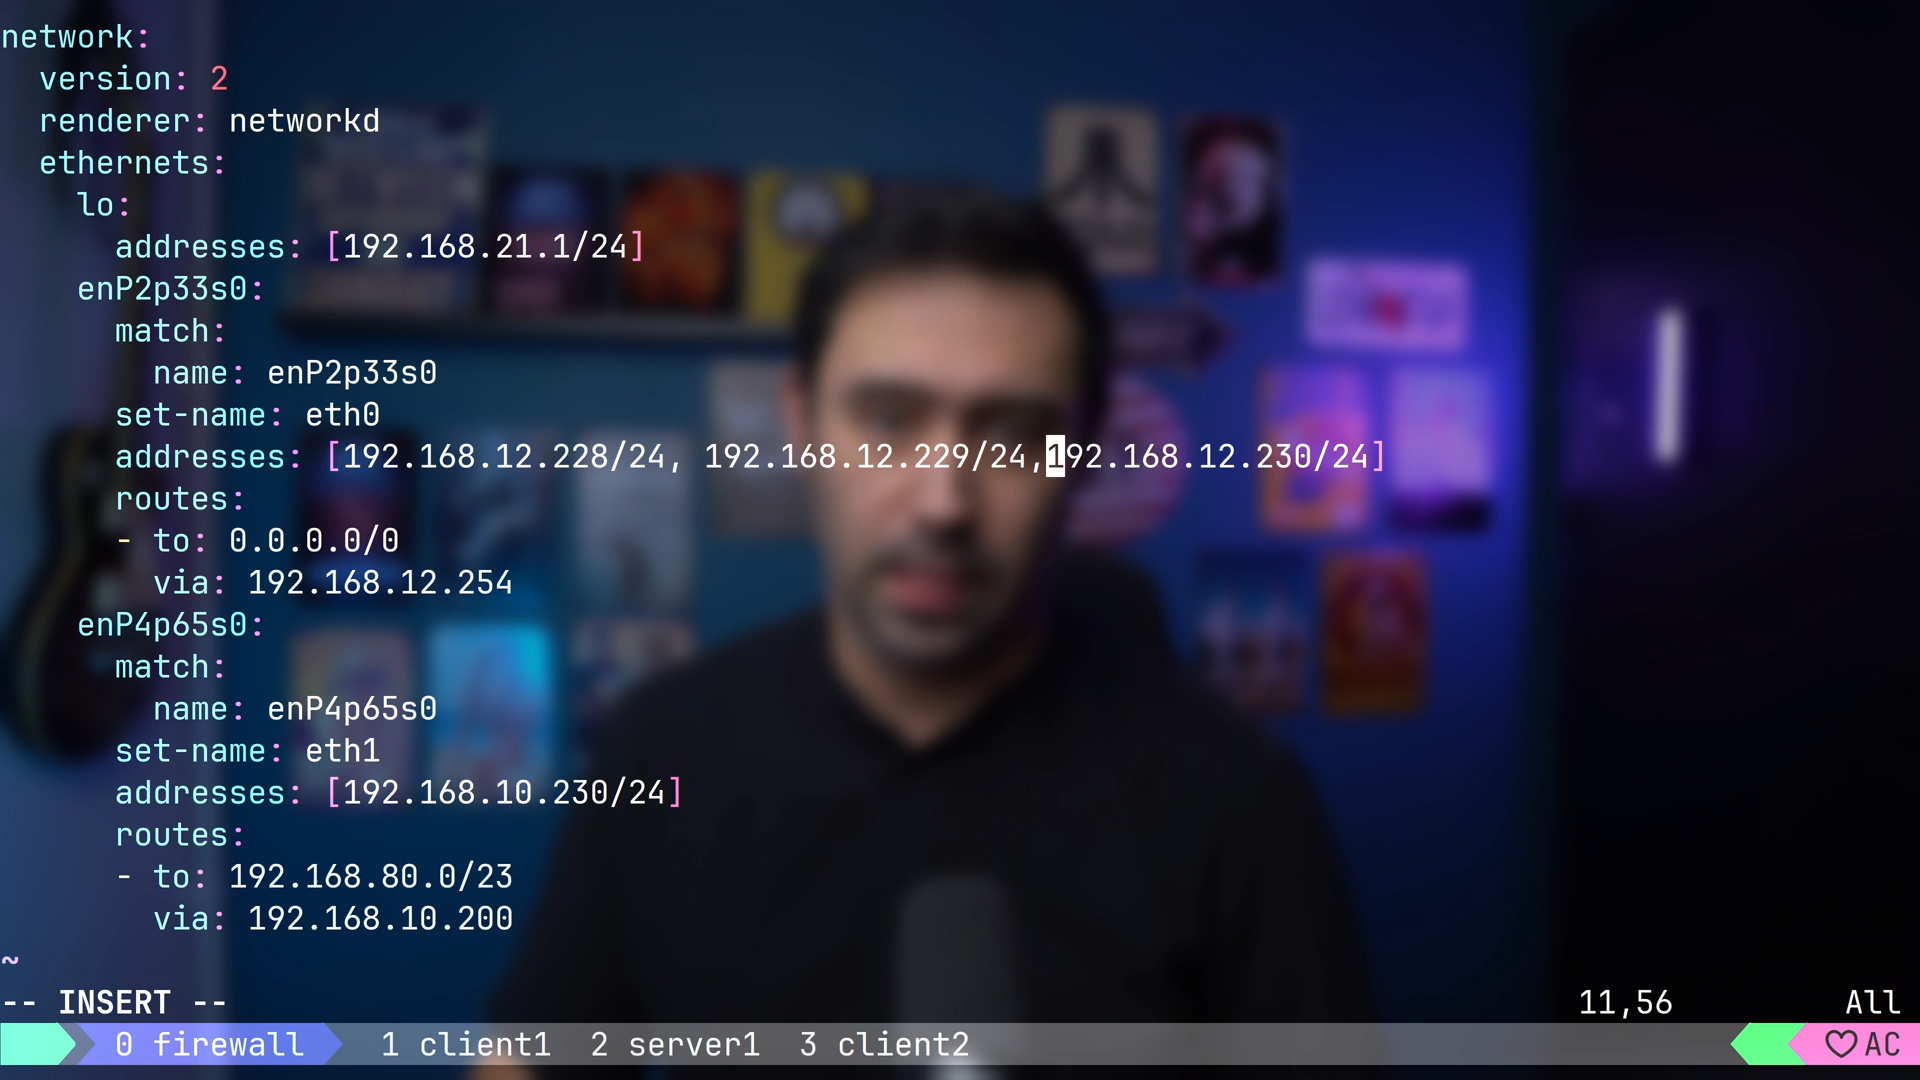 network:
  version: 2
  renderer: networkd
  ethernets:
    lo:
      addresses: [192.168.21.1/24]
    enP2p33s0:
      match:
        name: enP2p33s0
      set-name: eth0
      addresses: [192.168.12.228/24, 192.168.12.229/24,192.168.12.230/24]
      routes:
      - to: 0.0.0.0/0
        via: 192.168.12.254
    enP4p65s0:
      match:
        name: enP4p65s0
      set-name: eth1
      addresses: [192.168.10.230/24]
      routes:
      - to: 192.168.80.0/23
        via: 192.168.10.200
~
-- INSERT -- 11,56 All
0 firewall 1 client1 2 server1 3 client2 ♡ AC